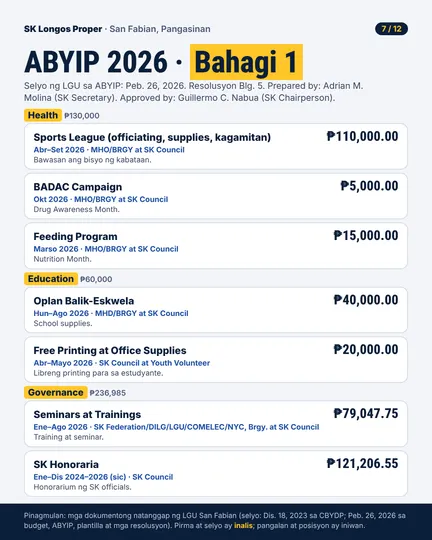 SK Longos Proper · San Fabian, Pangasinan
7 / 12
ABYIP 2026 · Bahagi 1
Selyo ng LGU sa ABYIP: Peb. 26, 2026. Resolusyon Blg. 5. Prepared by: Adrian M.
Molina (SK Secretary). Approved by: Guillermo C. Nabua (SK Chairperson).
Health ₱130,000
Sports League (officiating, supplies, kagamitan) ₱110,000.00
Abr–Set 2026 · MHO/BRGY at SK Council
Bawasan ang bisyo ng kabataan.
BADAC Campaign ₱5,000.00
Okt 2026 · MHO/BRGY at SK Council
Drug Awareness Month.
Feeding Program ₱15,000.00
Marso 2026 · MHO/BRGY at SK Council
Nutrition Month.
Education ₱60,000
Oplan Balik-Eskwela ₱40,000.00
Hun–Ago 2026 · MHD/BRGY at SK Council
School supplies.
Free Printing at Office Supplies ₱20,000.00
Abr–Mayo 2026 · SK Council at Youth Volunteer
Libreng printing para sa estudyante.
Governance ₱236,985
Seminars at Trainings ₱79,047.75
Ene–Ago 2026 · SK Federation/DILG/LGU/COMELEC/NYC, Brgy. at SK Council
Training at seminar.
SK Honoraria ₱121,206.55
Ene–Dis 2024–2026 (sic) · SK Council
Honorarium ng SK officials.
Pinagmulan: mga dokumentong natanggap ng LGU San Fabian (selyo: Dis. 18, 2023 sa CBYDP; Peb. 26, 2026 sa
budget, ABYIP, plantilla at mga resolusyon). Pirma at selyo ay inalis; pangalan at posisyon ay iniwan.